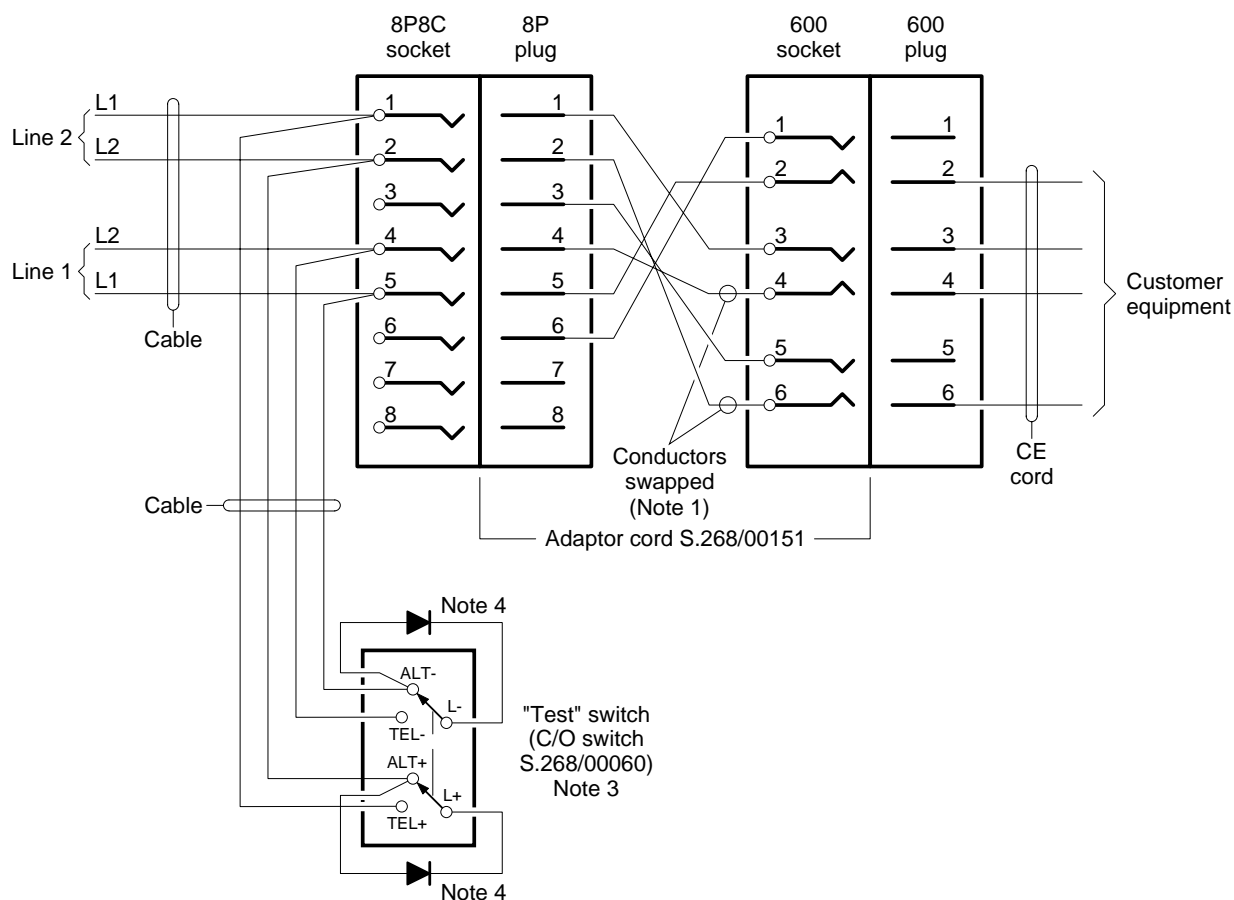 8P8C
socket
8P
plug
600
socket
600
plug
L1
Line 2
L2
L2
Line 1
L1
Cable
1
2
3
4
5
6
7
8
1
2
3
4
5
6
7
8
1
2
3
4
5
6
1
2
3
4
5
6
Customer
equipment
CE
cord
Conductors
swapped
(Note 1)
Adaptor cord S.268/00151
Cable
Note 4
ALT-
L-
TEL-
ALT+
L+
TEL+
"Test" switch
(C/O switch
S.268/00060)
Note 3
Note 4